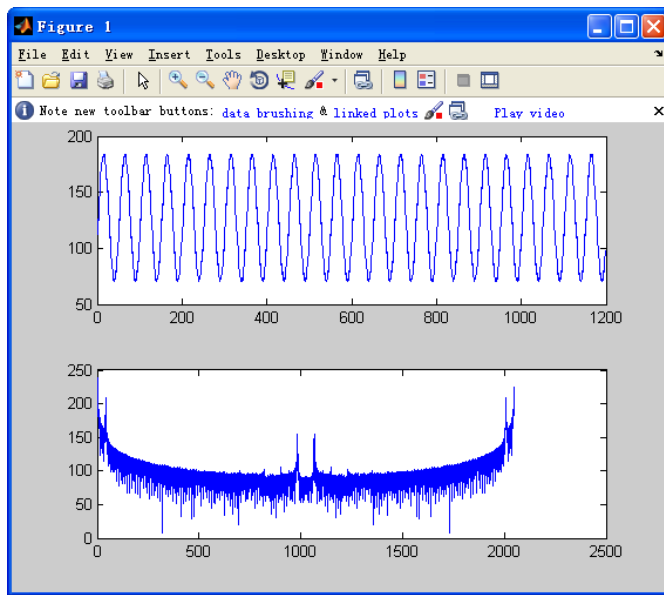 Figure 1
File Edit View Insert Tools Desktop Window Help
Note new toolbar buttons: data brushing & linked plots Play video
200
150
100
50
0 200 400 600 800 1000 1200
250
200
150
100
50
0
0 500 1000 1500 2000 2500